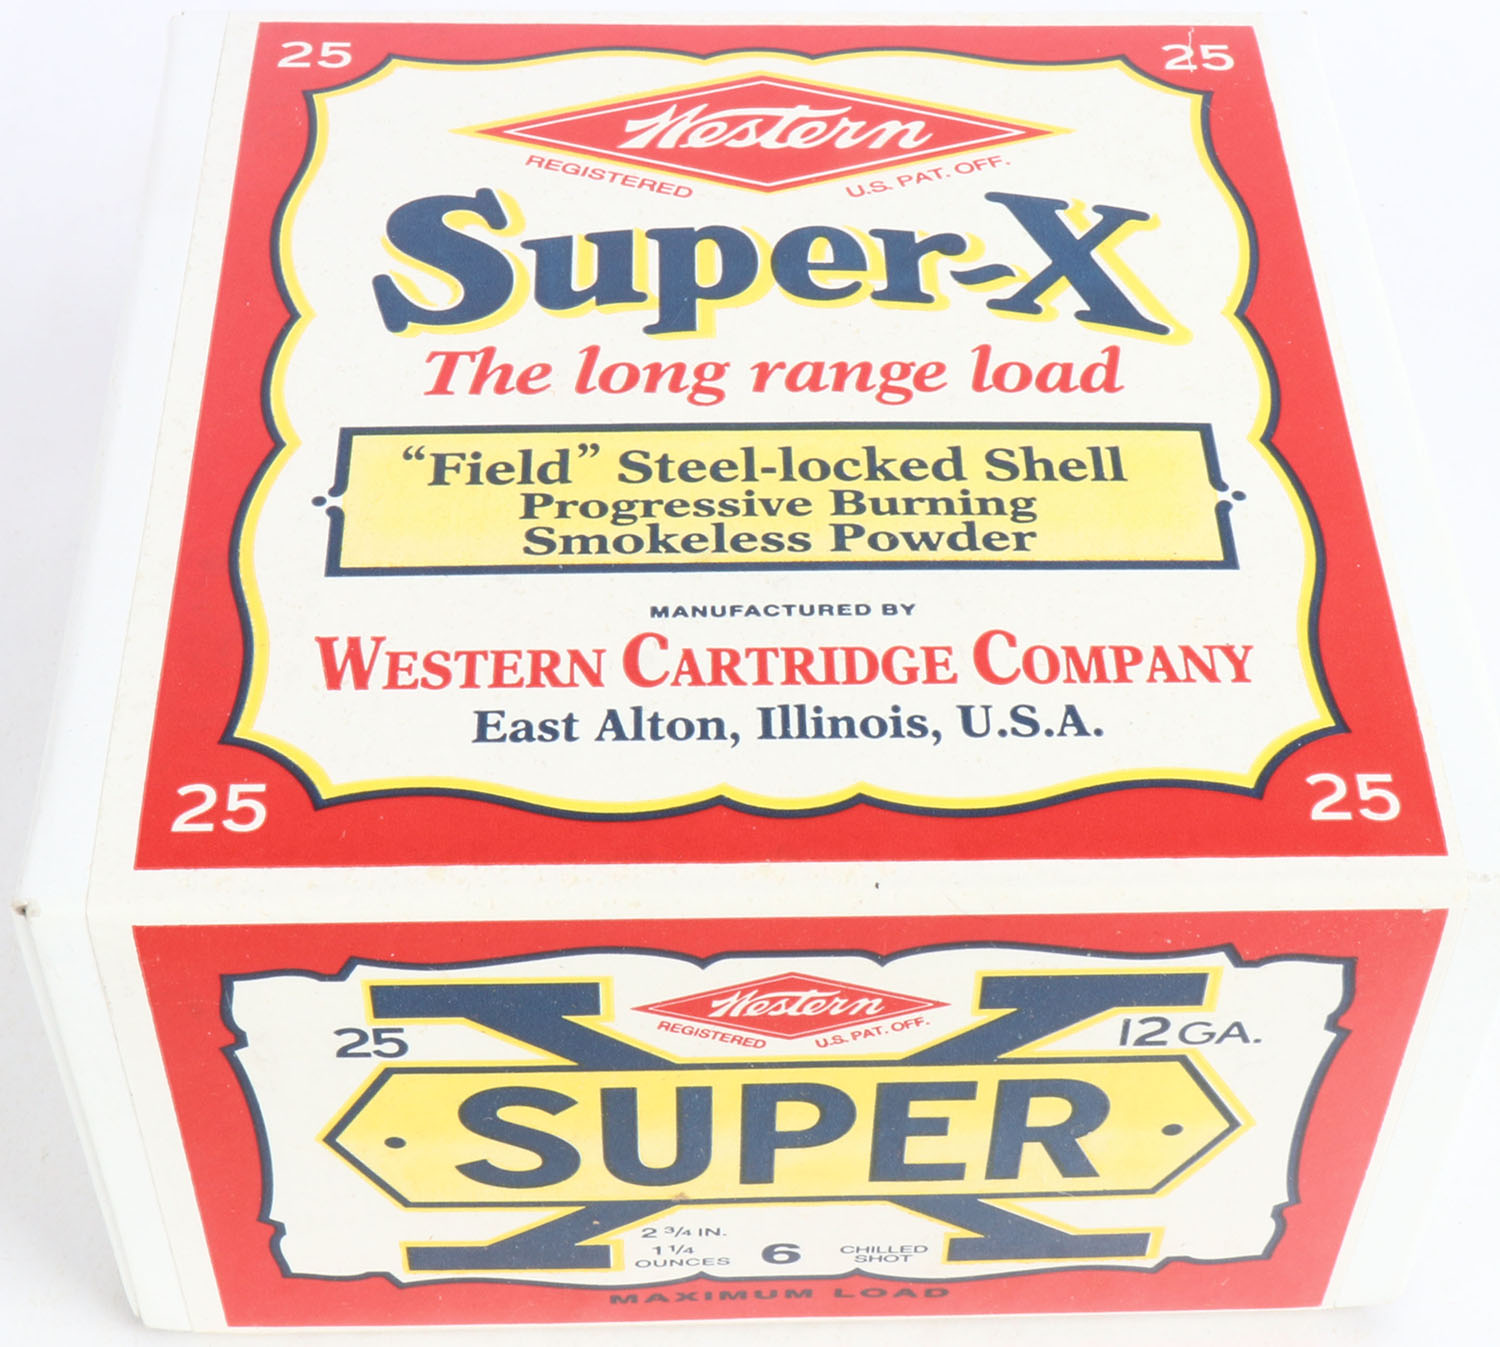 25
25
Western
REGISTERED U.S. PAT. OFF.
Super-X
The long range load
“Field” Steel-locked Shell
Progressive Burning
Smokeless Powder
MANUFACTURED BY
WESTERN CARTRIDGE COMPANY
East Alton, Illinois, U.S.A.
25
25
Western
REGISTERED U.S. PAT. OFF.
25
12 GA.
X
SUPER
2 3/4 IN.
1 1/4
OUNCES
6
CHILLED
SHOT
MAXIMUM LOAD